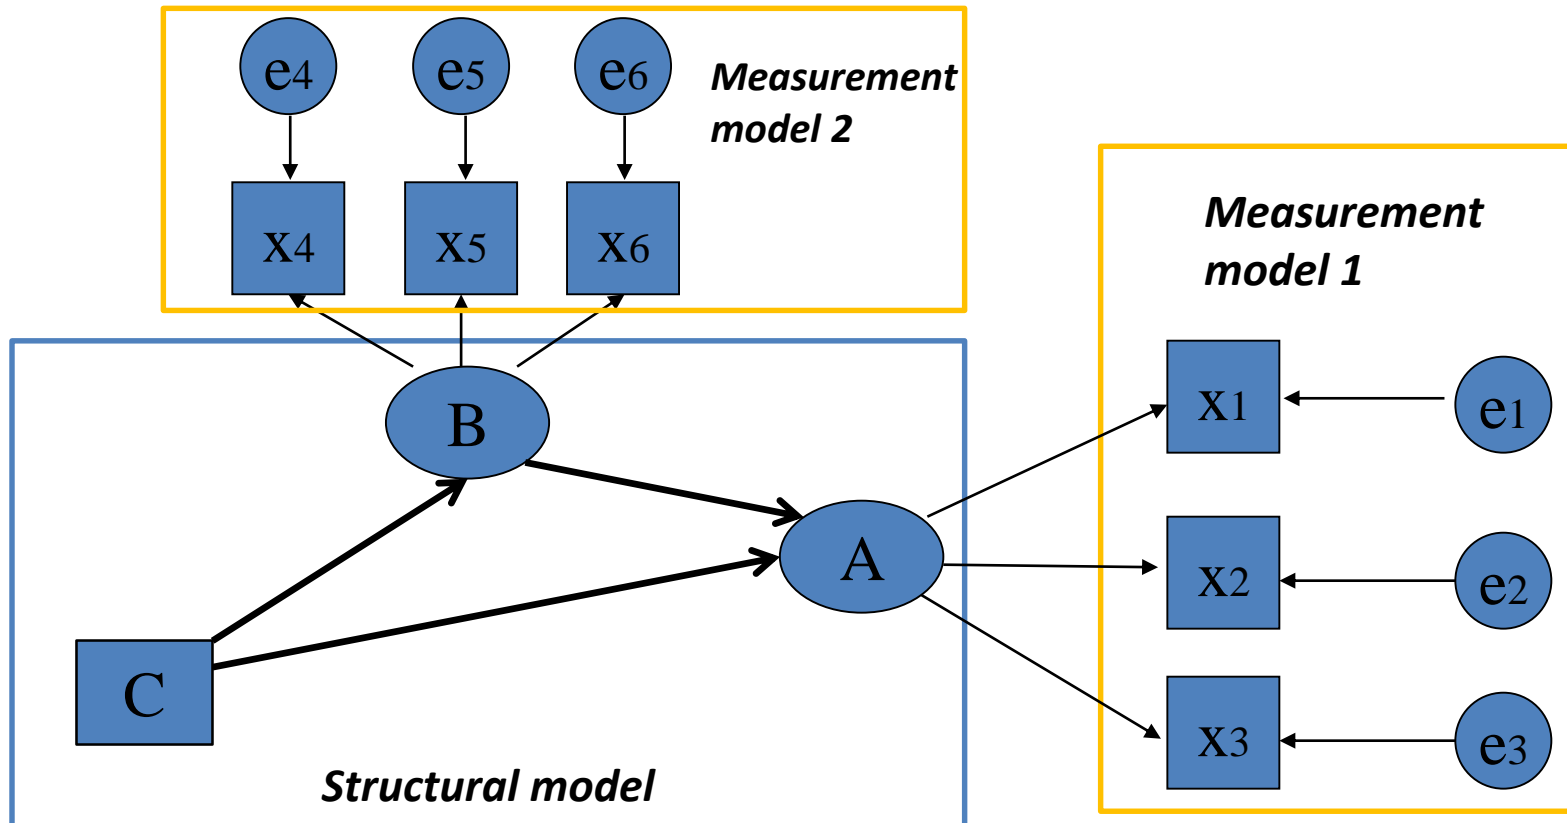 e4 e5 e6
Measurement
model 2
x4 x5 x6
Measurement
model 1
x1 e1
B
A
x2 e2
C
x3 e3
Structural model